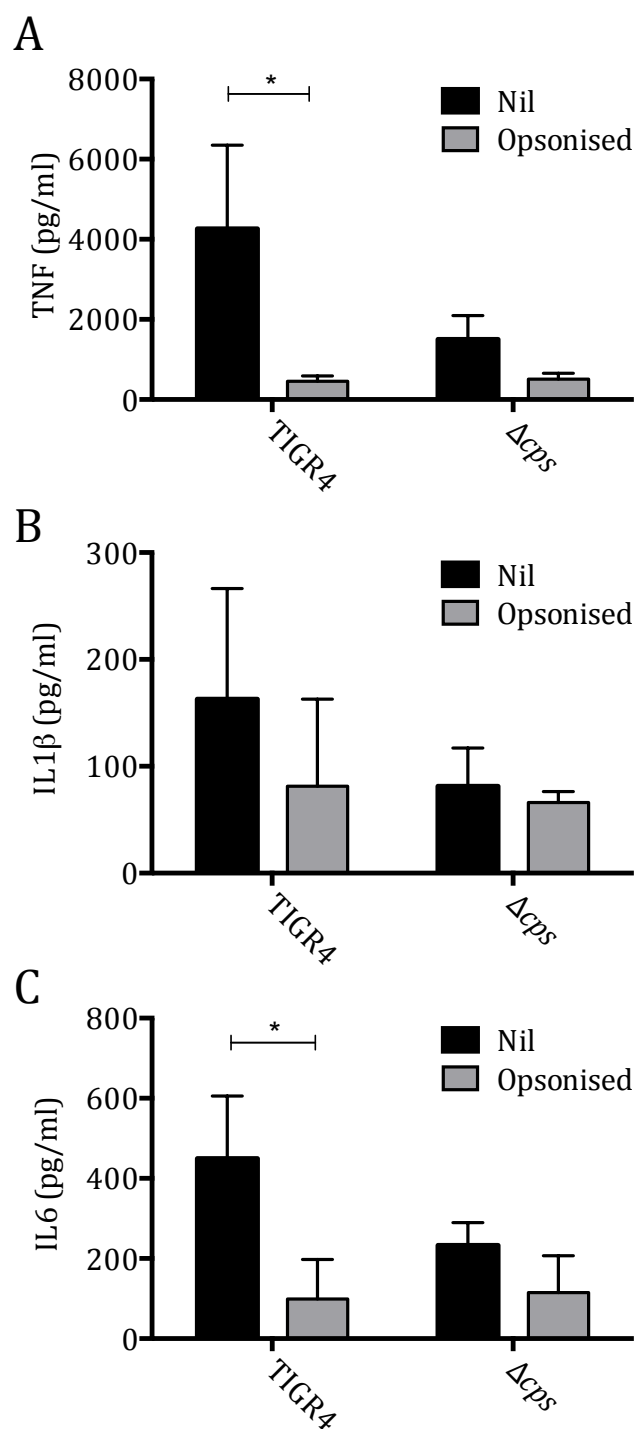 A
8000
6000
4000
2000
0
TNF (pg/ml)
*
Nil
Opsonised
TIGR4
Δcps
B
300
200
100
0
IL1β (pg/ml)
Nil
Opsonised
TIGR4
Δcps
C
800
600
400
200
0
IL6 (pg/ml)
*
Nil
Opsonised
TIGR4
Δcps